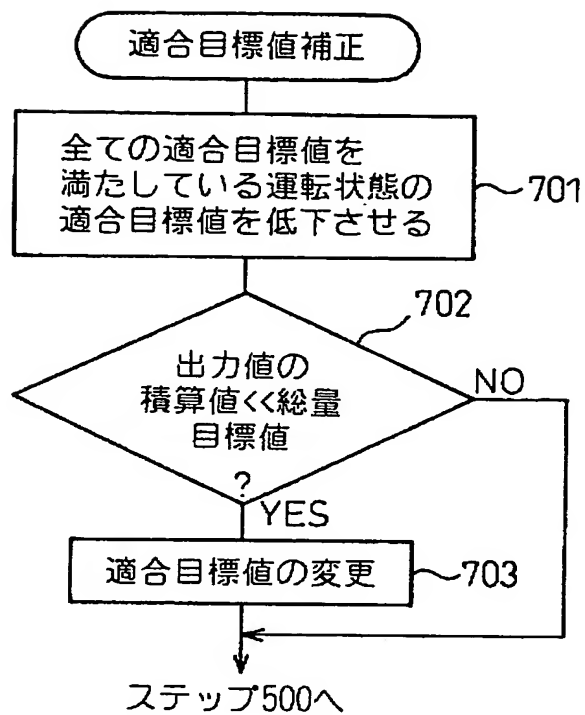 適合目標値補正
全ての適合目標値を
満たしている運転状態の
適合目標値を低下させる
701
702
出力値の
積算値<<総量
目標値
?
NO
YES
適合目標値の変更
703
ステップ500へ